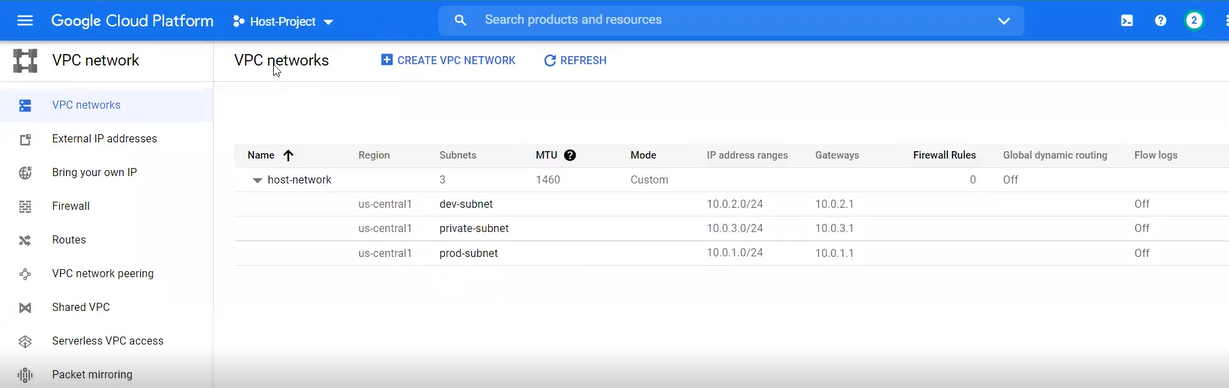 Google Cloud Platform Host-Project Search products and resources 2
VPC network VPC networks CREATE VPC NETWORK REFRESH
VPC networks
External IP addresses
Bring your own IP
Firewall
Routes
VPC network peering
Shared VPC
Serverless VPC access
Packet mirroring
Name Region Subnets MTU Mode IP address ranges Gateways Firewall Rules Global dynamic routing Flow logs
host-network 3 1460 Custom 0 Off
us-central1 dev-subnet 10.0.2.0/24 10.0.2.1 Off
us-central1 private-subnet 10.0.3.0/24 10.0.3.1 Off
us-central1 prod-subnet 10.0.1.0/24 10.0.1.1 Off